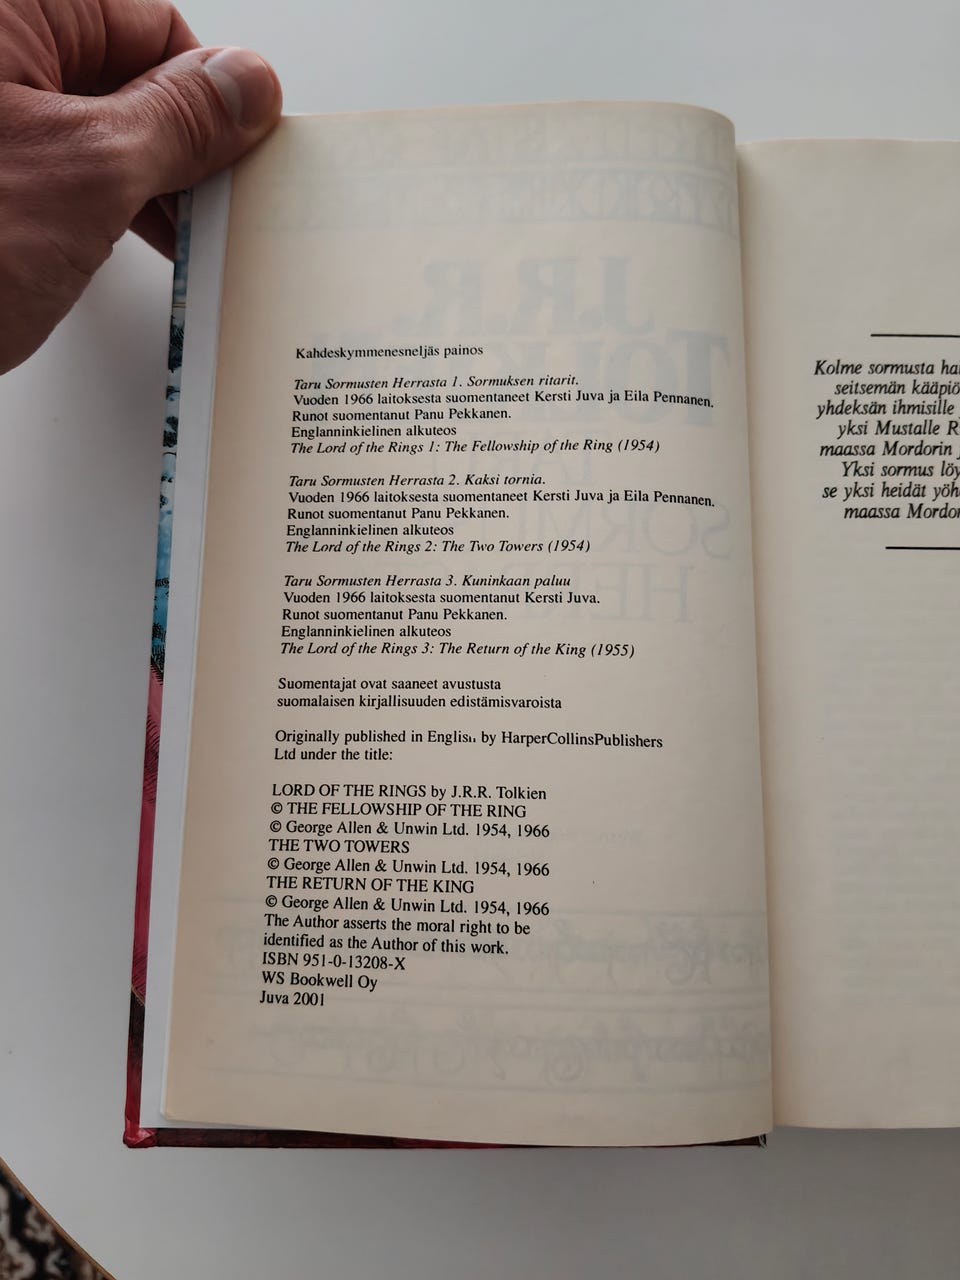 Kahdeskymmenesneljäs painos
Taru Sormusten Herrasta 1. Sormuksen ritarit.
Vuoden 1966 laitoksesta suomentaneet Kersti Juva ja Eila Pennanen.
Runot suomentanut Panu Pekkanen.
Englanninkielinen alkuteos
The Lord of the Rings 1: The Fellowship of the Ring (1954)
Taru Sormusten Herrasta 2. Kaksi tornia.
Vuoden 1966 laitoksesta suomentaneet Kersti Juva ja Eila Pennanen.
Runot suomentanut Panu Pekkanen.
Englanninkielinen alkuteos
The Lord of the Rings 2: The Two Towers (1954)
Taru Sormusten Herrasta 3. Kuninkaan paluu
Vuoden 1966 laitoksesta suomentanut Kersti Juva.
Runot suomentanut Panu Pekkanen.
Englanninkielinen alkuteos
The Lord of the Rings 3: The Return of the King (1955)
Suomentajat ovat saaneet avustusta
suomalaisen kirjallisuuden edistämisvaroista
Originally published in English by HarperCollinsPublishers
Ltd under the title:
LORD OF THE RINGS by J.R.R. Tolkien
© THE FELLOWSHIP OF THE RING
© George Allen & Unwin Ltd. 1954, 1966
THE TWO TOWERS
© George Allen & Unwin Ltd. 1954, 1966
THE RETURN OF THE KING
© George Allen & Unwin Ltd. 1954, 1966
The Author asserts the moral right to be
identified as the Author of this work.
ISBN 951-0-13208-X
WS Bookwell Oy
Juva 2001
Kolme sormusta
seitsemän
yhdeksän ihmisille
yksi Mustalle
maassa Mordorin
Yksi sormus
se yksi heidät
maassa